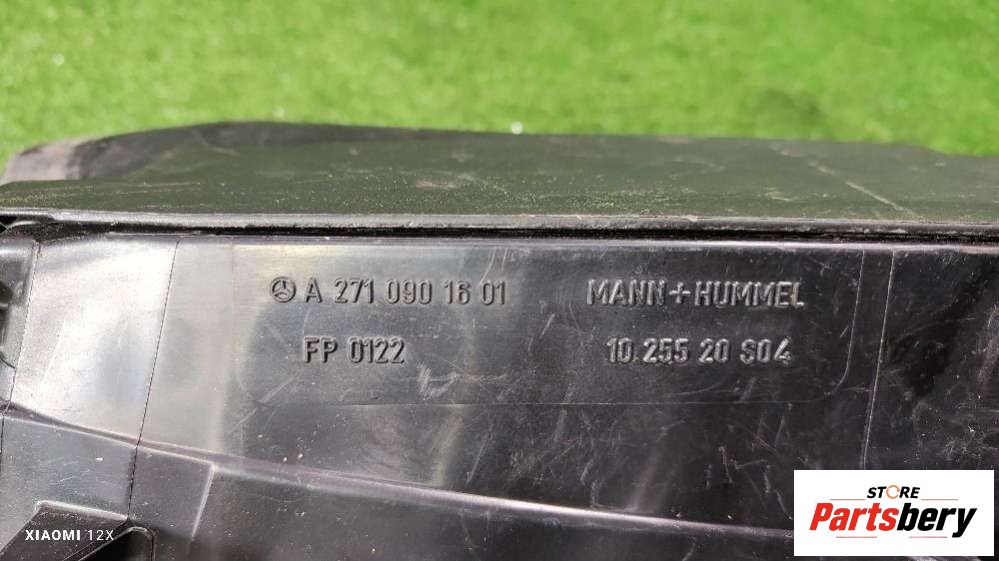 A 271 090 16 01 MANN+HUMMEL
FP 0122 10.255 20 S04
STORE
Partsbery
XIAOMI 12X